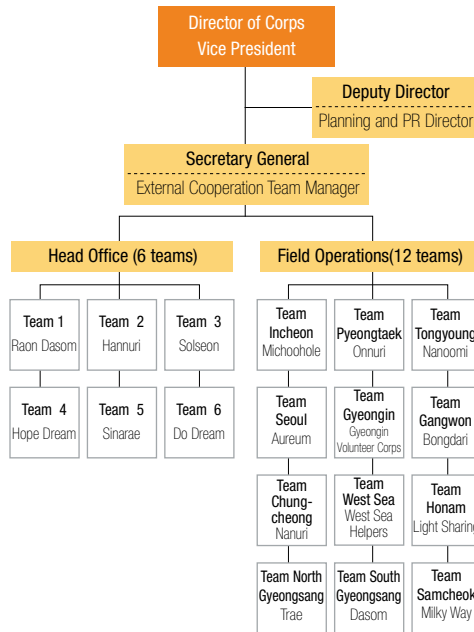 Director of Corps
Vice President
Deputy Director
Planning and PR Director
Secretary General
External Cooperation Team Manager
Head Office (6 teams)
Field Operations(12 teams)
Team 1
Raon Dasom
Team 2
Hannuri
Team 3
Solseon
Team 4
Hope Dream
Team 5
Sinarae
Team 6
Do Dream
Team
Incheon
Michoohole
Team
Pyeongtaek
Onnuri
Team
Tongyoung
Nanoomi
Team
Seoul
Aureum
Team
Gyeongin
Gyeongin
Volunteer Corps
Team
Gangwon
Bongdari
Team
Chung-
cheong
Nanuri
Team
West Sea
West Sea
Helpers
Team
Honam
Light Sharing
Team North
Gyeongsang
Trae
Team South
Gyeongsang
Dasom
Team
Samcheok
Milky Way